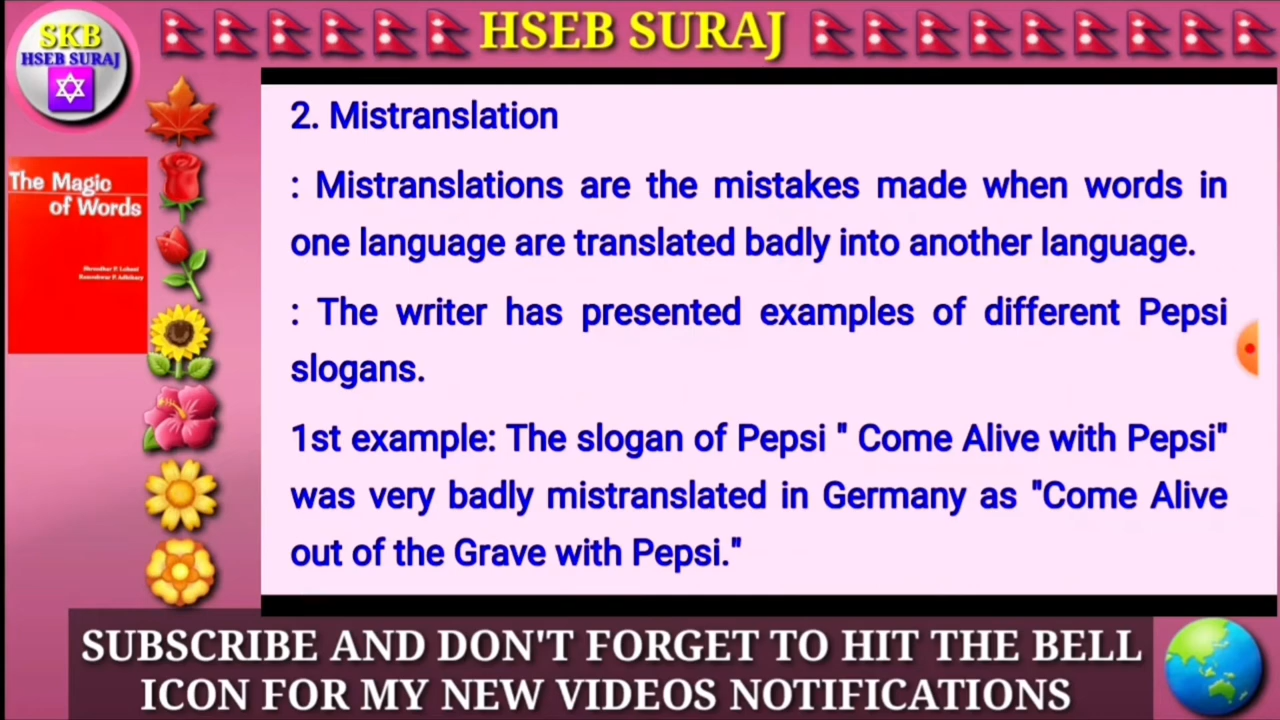 SKB
HSEB SURAJ
HSEB SURAJ
The Magic
of Words
2. Mistranslation
: Mistranslations are the mistakes made when words in
one language are translated badly into another language.
: The writer has presented examples of different Pepsi
slogans.
1st example: The slogan of Pepsi " Come Alive with Pepsi"
was very badly mistranslated in Germany as "Come Alive
out of the Grave with Pepsi."
SUBSCRIBE AND DON'T FORGET TO HIT THE BELL
ICON FOR MY NEW VIDEOS NOTIFICATIONS